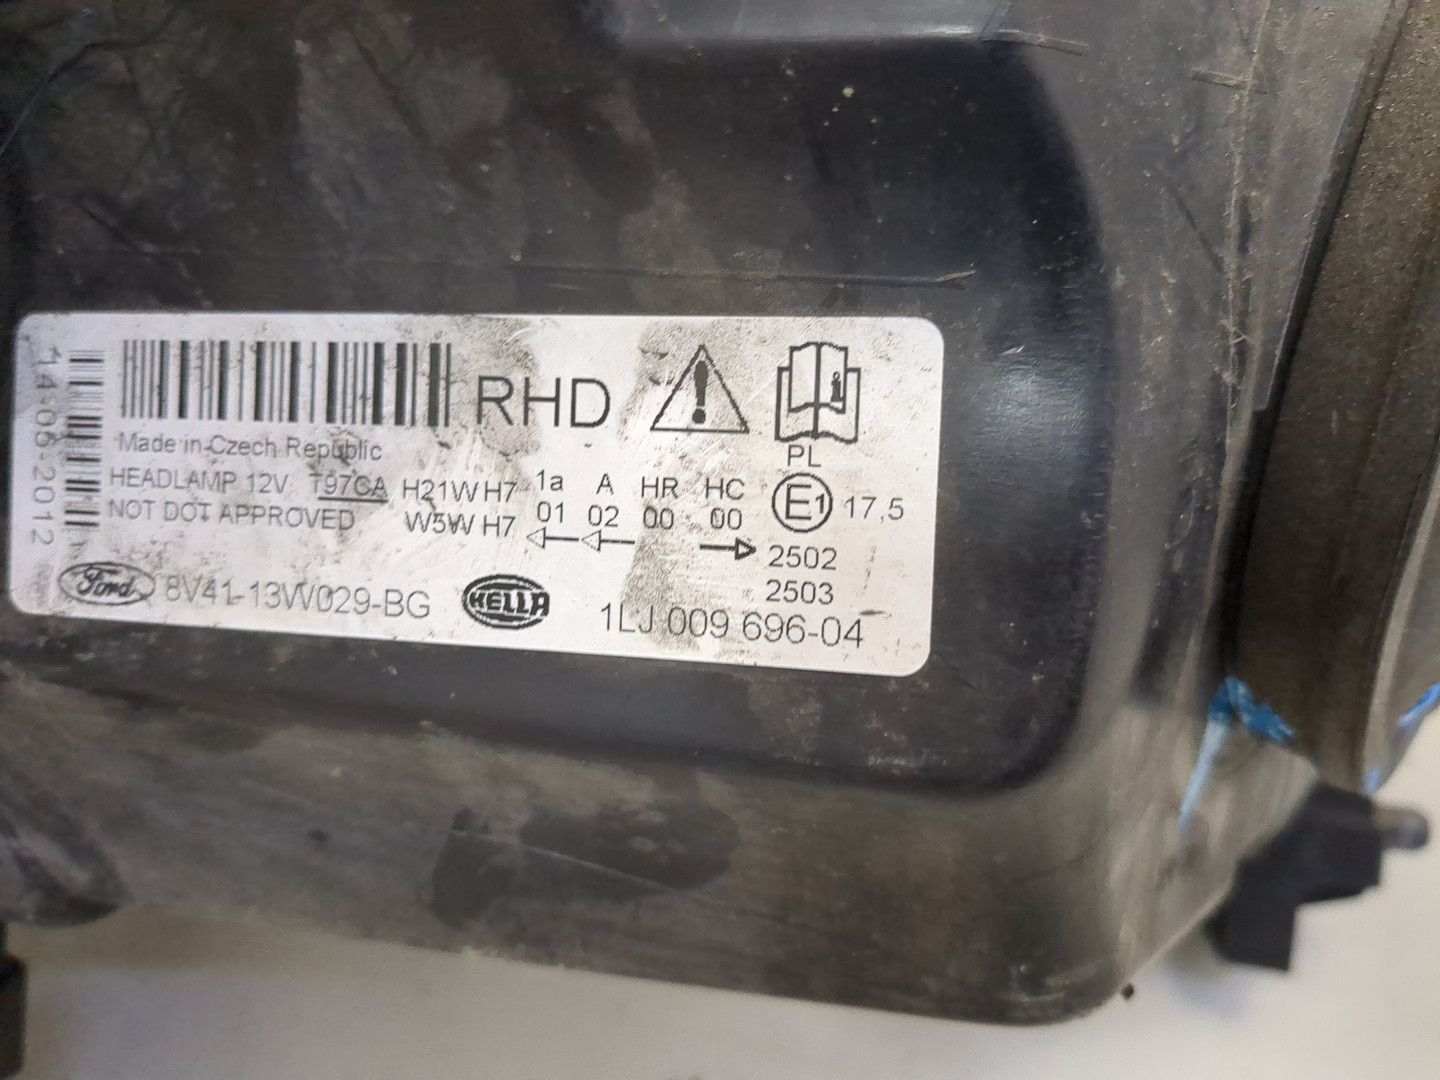 14-06-2012
RHD
Made in Czech Republic
PL
HEADLAMP 12V T97CA H21W H7 1a A HR HC E1 17,5
NOT DOT APPROVED W5W H7 01 02 00 00
2502
2503
Ford 8V41-13W029-BG HELLA 1LJ 009 696-04